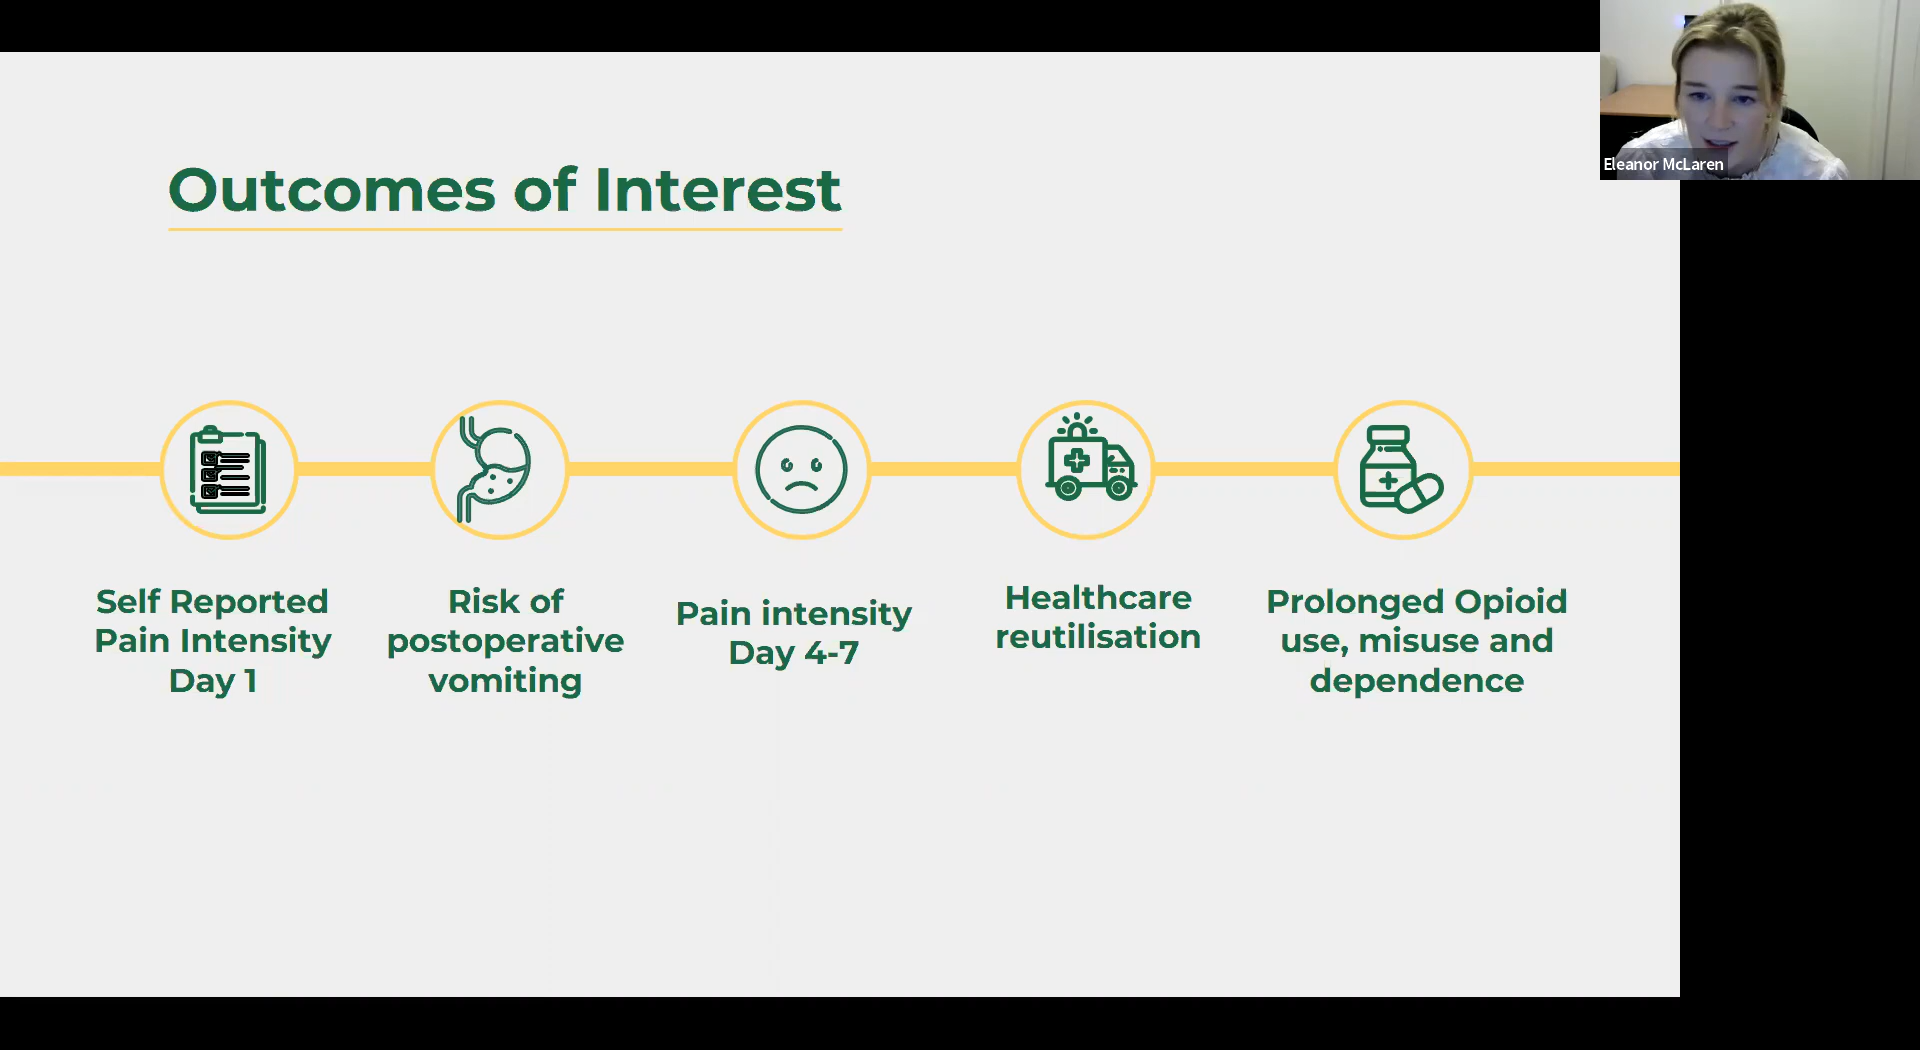 Eleanor McLaren
Outcomes of Interest
Self Reported
Pain Intensity
Day 1
Risk of
postoperative
vomiting
Pain intensity
Day 4-7
Healthcare
reutilisation
Prolonged Opioid
use, misuse and
dependence